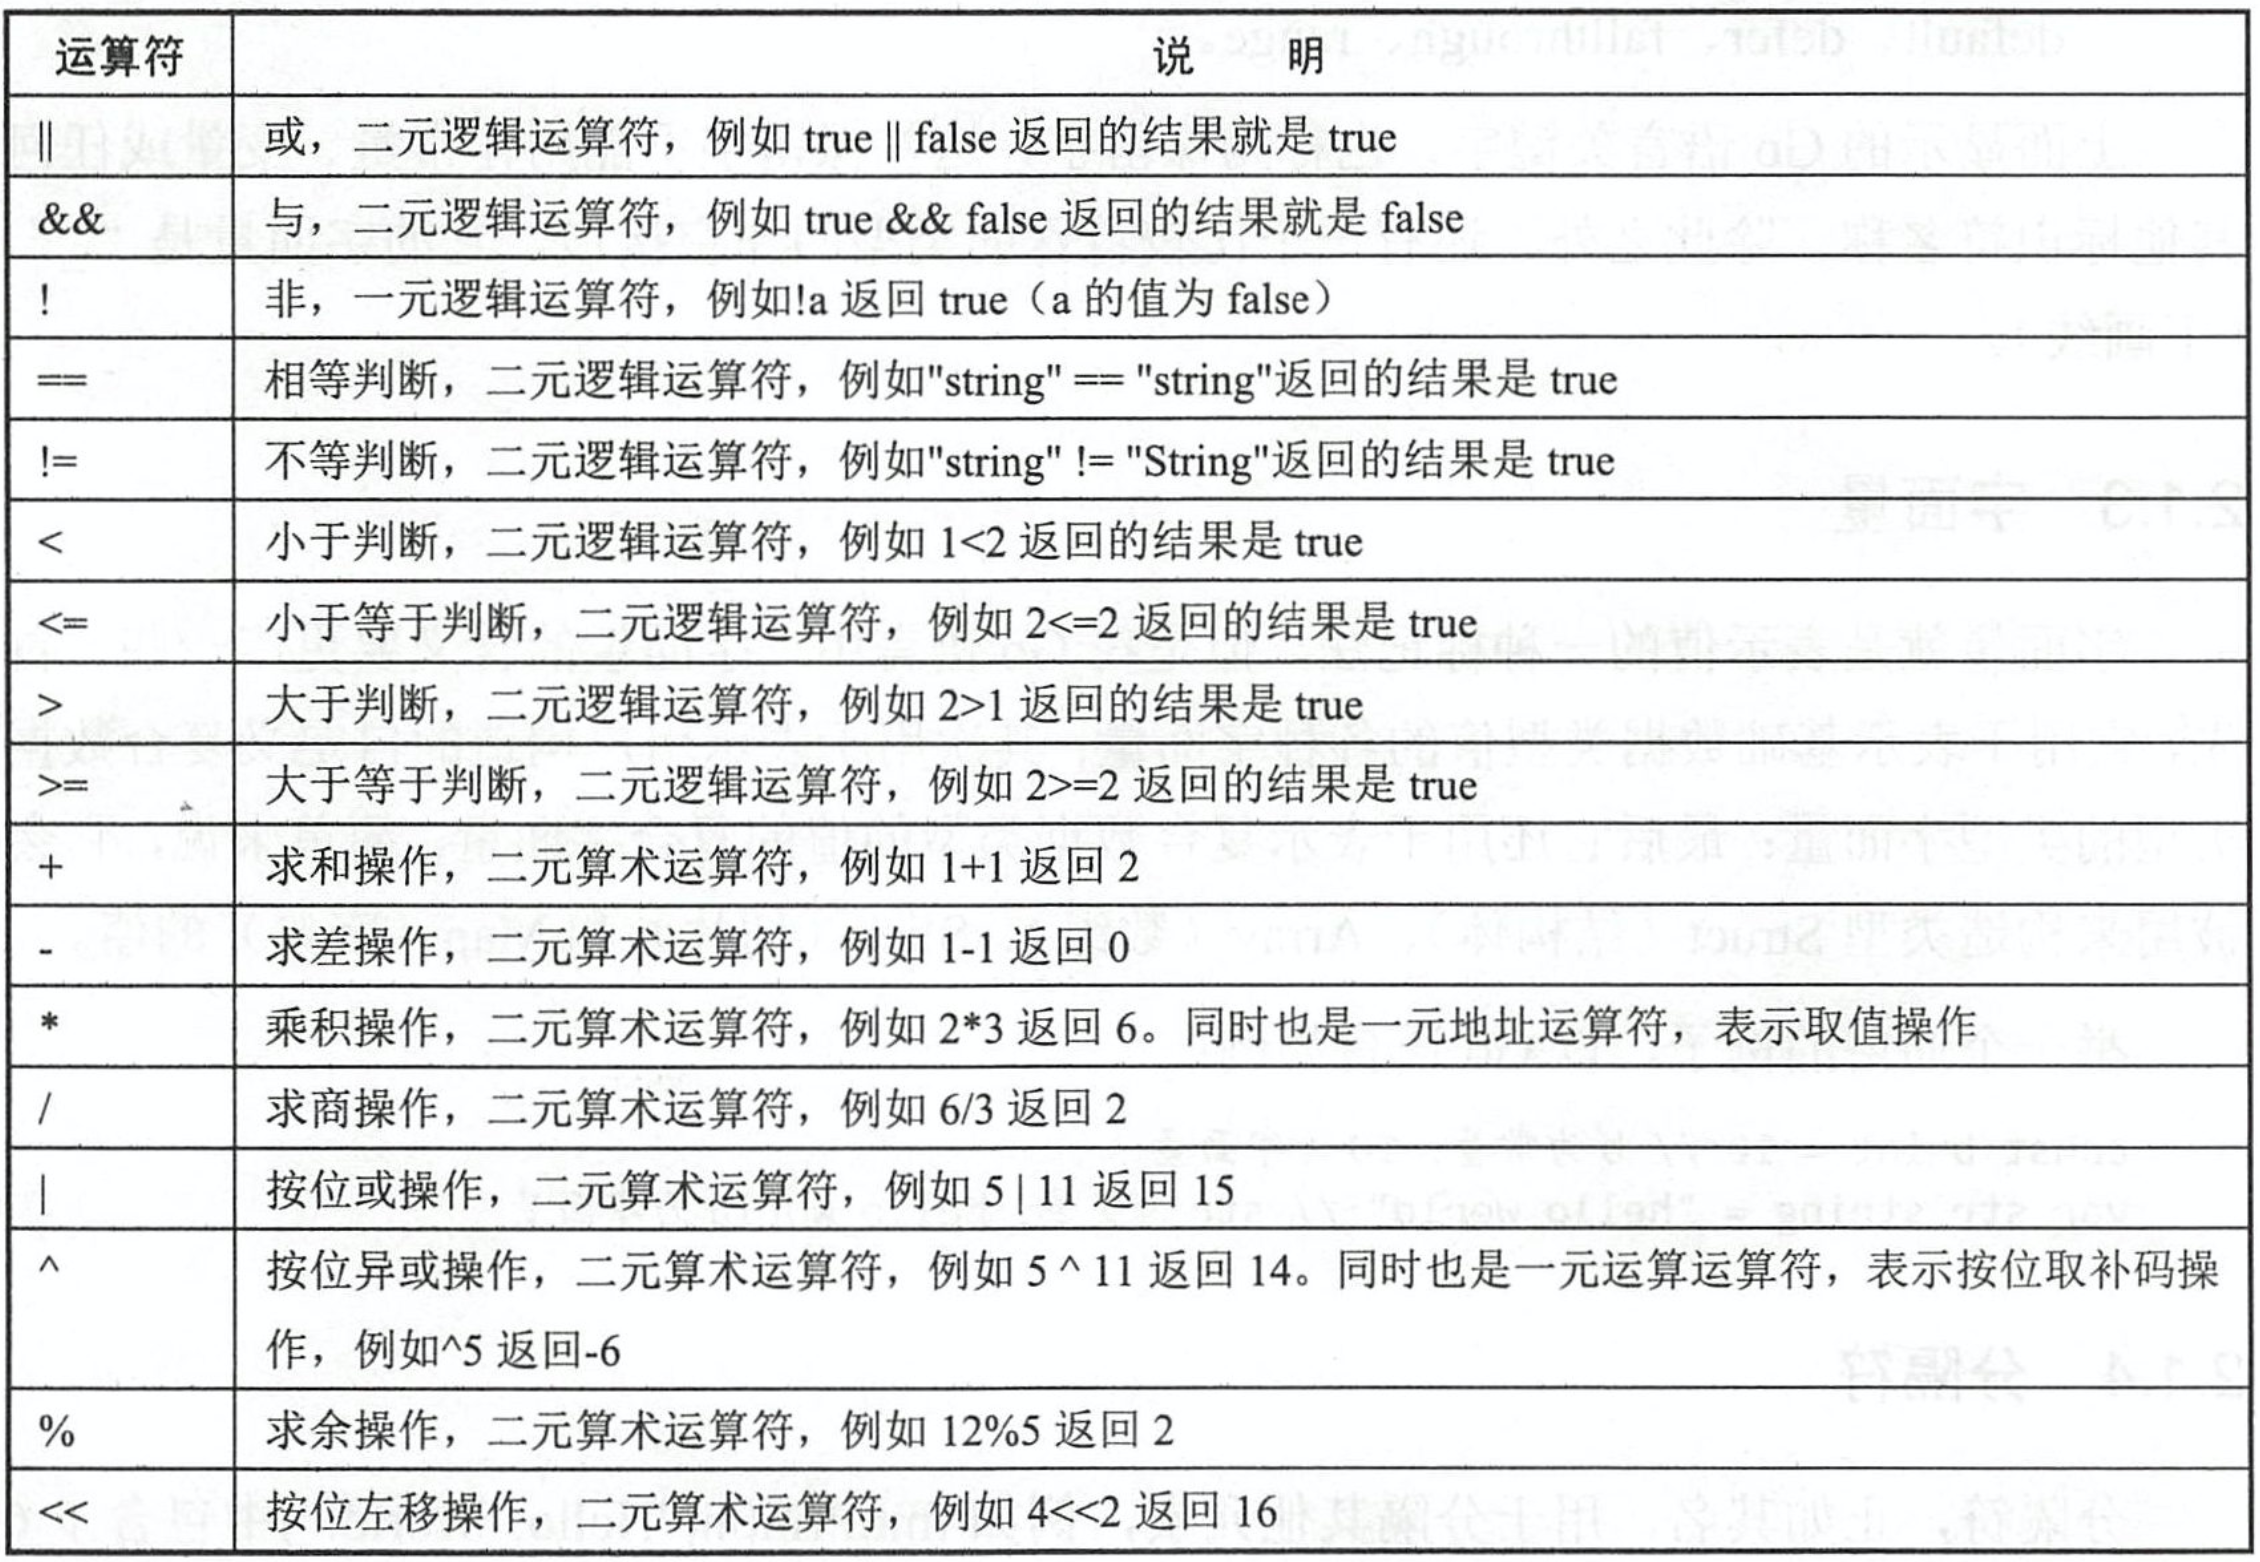 运算符 说 明
|| 或，二元逻辑运算符，例如 true || false 返回的结果就是 true
&& 与，二元逻辑运算符，例如 true && false 返回的结果就是 false
! 非，一元逻辑运算符，例如!a 返回 true（a 的值为 false）
== 相等判断，二元逻辑运算符，例如"string" == "string"返回的结果是 true
!= 不等判断，二元逻辑运算符，例如"string" != "String"返回的结果是 true
< 小于判断，二元逻辑运算符，例如 1<2 返回的结果是 true
<= 小于等于判断，二元逻辑运算符，例如 2<=2 返回的结果是 true
> 大于判断，二元逻辑运算符，例如 2>1 返回的结果是 true
>= 大于等于判断，二元逻辑运算符，例如 2>=2 返回的结果是 true
+ 求和操作，二元算术运算符，例如 1+1 返回 2
- 求差操作，二元算术运算符，例如 1-1 返回 0
* 乘积操作，二元算术运算符，例如 2*3 返回 6。同时也是一元地址运算符，表示取值操作
/ 求商操作，二元算术运算符，例如 6/3 返回 2
| 按位或操作，二元算术运算符，例如 5 | 11 返回 15
^ 按位异或操作，二元算术运算符，例如 5 ^ 11 返回 14。同时也是一元运算运算符，表示按位取补码操
作，例如^5 返回-6
% 求余操作，二元算术运算符，例如 12%5 返回 2
<< 按位左移操作，二元算术运算符，例如 4<<2 返回 16